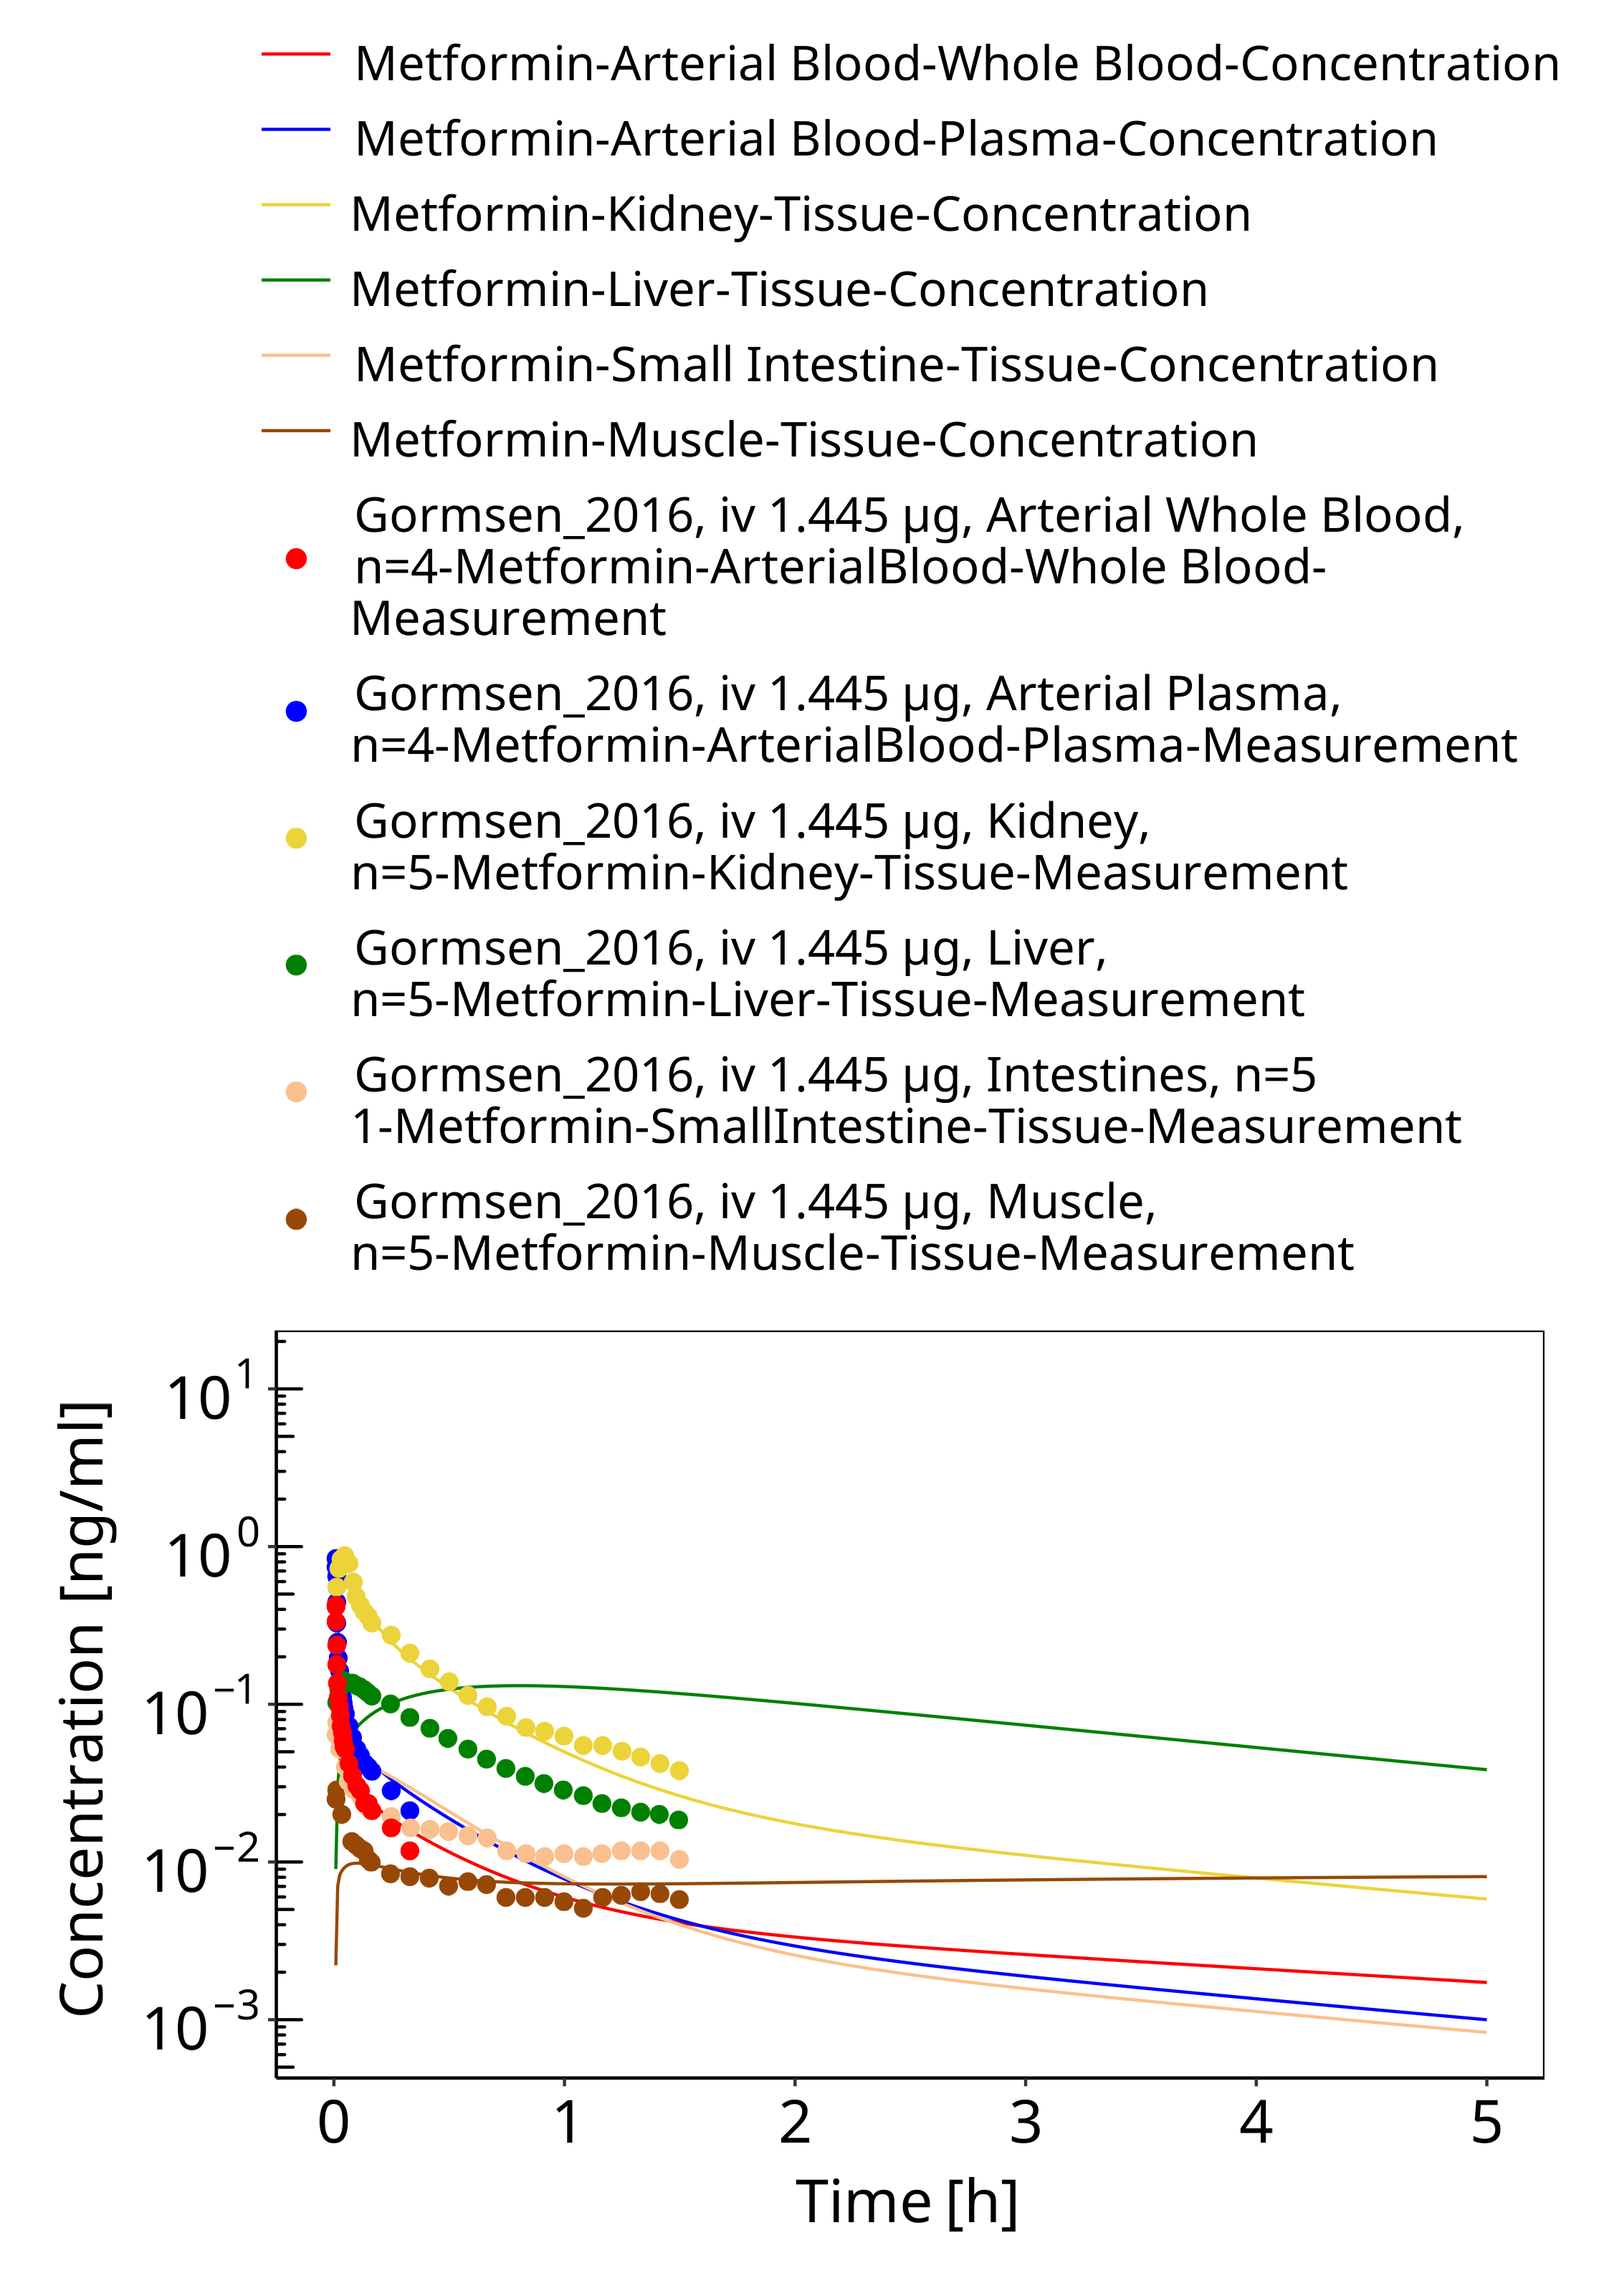 Metformin-Arterial Blood-Whole Blood-Concentration
Metformin-Arterial Blood-Plasma-Concentration
Metformin-Kidney-Tissue-Concentration
Metformin-Liver-Tissue-Concentration
Metformin-Small Intestine-Tissue-Concentration
Metformin-Muscle-Tissue-Concentration
Gormsen_2016, iv 1.445 µg, Arterial Whole Blood,
n=4-Metformin-ArterialBlood-Whole Blood-
Measurement
Gormsen_2016, iv 1.445 µg, Arterial Plasma,
n=4-Metformin-ArterialBlood-Plasma-Measurement
Gormsen_2016, iv 1.445 µg, Kidney,
n=5-Metformin-Kidney-Tissue-Measurement
Gormsen_2016, iv 1.445 µg, Liver,
n=5-Metformin-Liver-Tissue-Measurement
Gormsen_2016, iv 1.445 µg, Intestines, n=5
1-Metformin-SmallIntestine-Tissue-Measurement
Gormsen_2016, iv 1.445 µg, Muscle,
n=5-Metformin-Muscle-Tissue-Measurement
Concentration [ng/ml]
10^1
10^0
10^−1
10^−2
10^−3
0 1 2 3 4 5
Time [h]